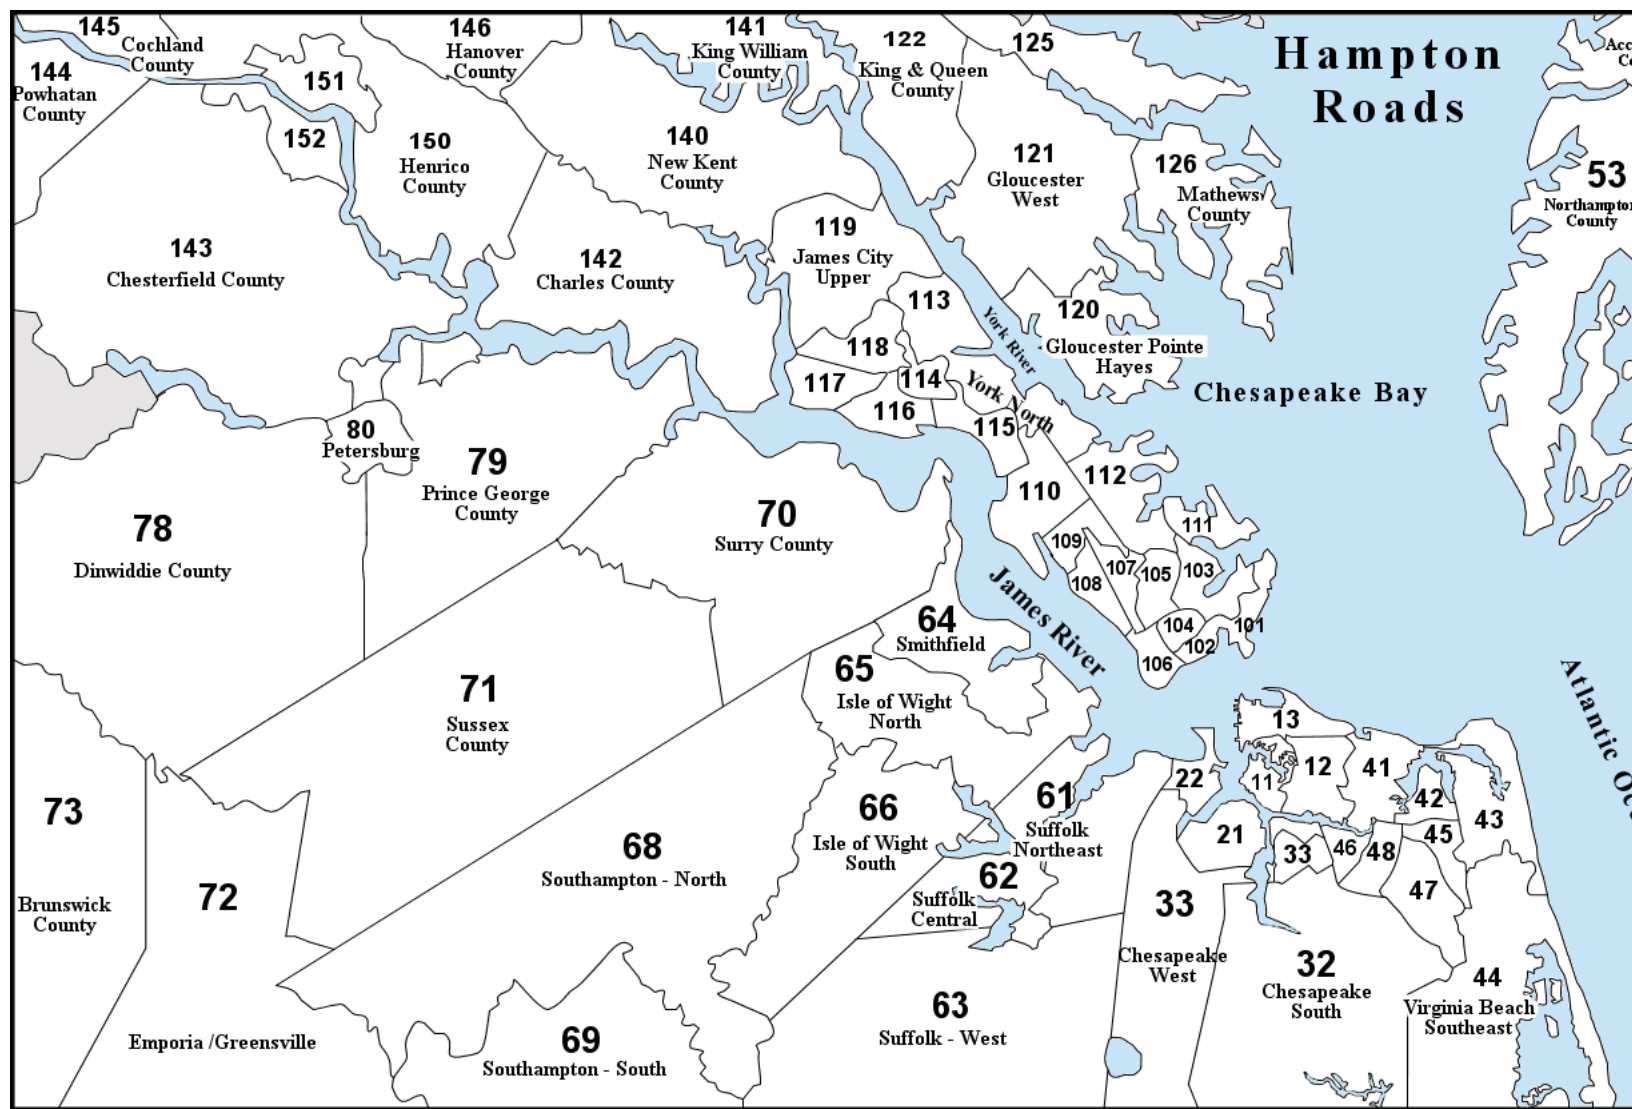 Hampton
Roads
145
Cochland
County
144
Powhatan
County
151
152
146
Hanover
County
150
Henrico
County
141
King William
County
140
New Kent
County
122
King & Queen
County
125
121
Gloucester
West
126
Mathews
County
53
Northampton
County
143
Chesterfield County
142
Charles County
119
James City
Upper
113
York River
120
Gloucester Pointe
Hayes
Chesapeake Bay
118
117
114
116
York North
115
80
Petersburg
79
Prince George
County
78
Dinwiddie County
70
Surry County
110
112
111
109
108
107
105
103
104
102
101
106
James River
64
Smithfield
65
Isle of Wight
North
71
Sussex
County
Atlantic Oc
13
12
11
41
42
43
22
21
33
46
48
45
47
61
Suffolk
Northeast
66
Isle of Wight
South
62
Suffolk
Central
68
Southampton - North
73
Brunswick
County
72
Emporia /Greensville
69
Southampton - South
63
Suffolk - West
33
Chesapeake
West
32
Chesapeake
South
44
Virginia Beach
Southeast